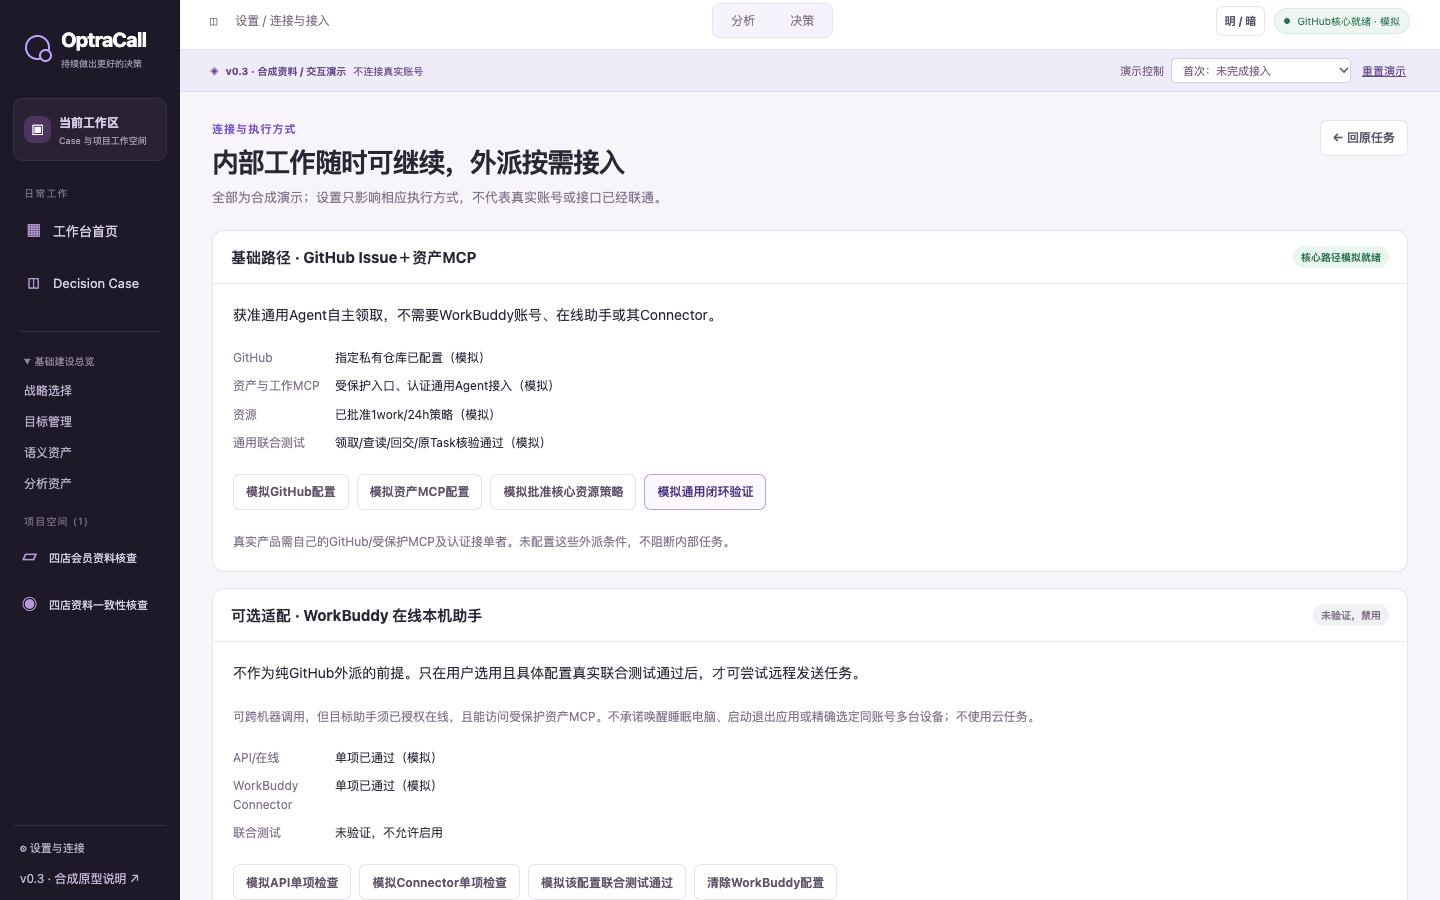 OptraCall
持续做出更好的决策
当前工作区
Case 与项目工作空间
日常工作
工作台首页
Decision Case
▼ 基础建设总览
战略选择
目标管理
语义资产
分析资产
项目空间 (1)
四店会员资料核查
四店资料一致性核查
设置与连接
v0.3 · 合成原型说明 ↗
设置 / 连接与接入
分析 决策
明 / 暗
GitHub核心就绪 · 模拟
v0.3 · 合成资料 / 交互演示 不连接真实账号
演示控制 首次：未完成接入 重置演示
连接与执行方式
内部工作随时可继续，外派按需接入
全部为合成演示；设置只影响相应执行方式，不代表真实账号或接口已经联通。
← 回原任务
基础路径 · GitHub Issue＋资产MCP
核心路径模拟就绪
获准通用Agent自主领取，不需要WorkBuddy账号、在线助手或其Connector。
GitHub 指定私有仓库已配置（模拟）
资产与工作MCP 受保护入口、认证通用Agent接入（模拟）
资源 已批准1work/24h策略（模拟）
通用联合测试 领取/查读/回交/原Task核验通过（模拟）
模拟GitHub配置 模拟资产MCP配置 模拟批准核心资源策略 模拟通用闭环验证
真实产品需自己的GitHub/受保护MCP及认证接单者。未配置这些外派条件，不阻断内部任务。
可选适配 · WorkBuddy 在线本机助手
未验证，禁用
不作为纯GitHub外派的前提。只在用户选用且具体配置真实联合测试通过后，才可尝试远程发送任务。
可跨机器调用，但目标助手须已授权在线，且能访问受保护资产MCP。不承诺唤醒睡眠电脑、启动退出应用或精确选定同账号多台设备；不使用云任务。
API/在线 单项已通过（模拟）
WorkBuddy Connector 单项已通过（模拟）
联合测试 未验证，不允许启用
模拟API单项检查 模拟Connector单项检查 模拟该配置联合测试通过 清除WorkBuddy配置